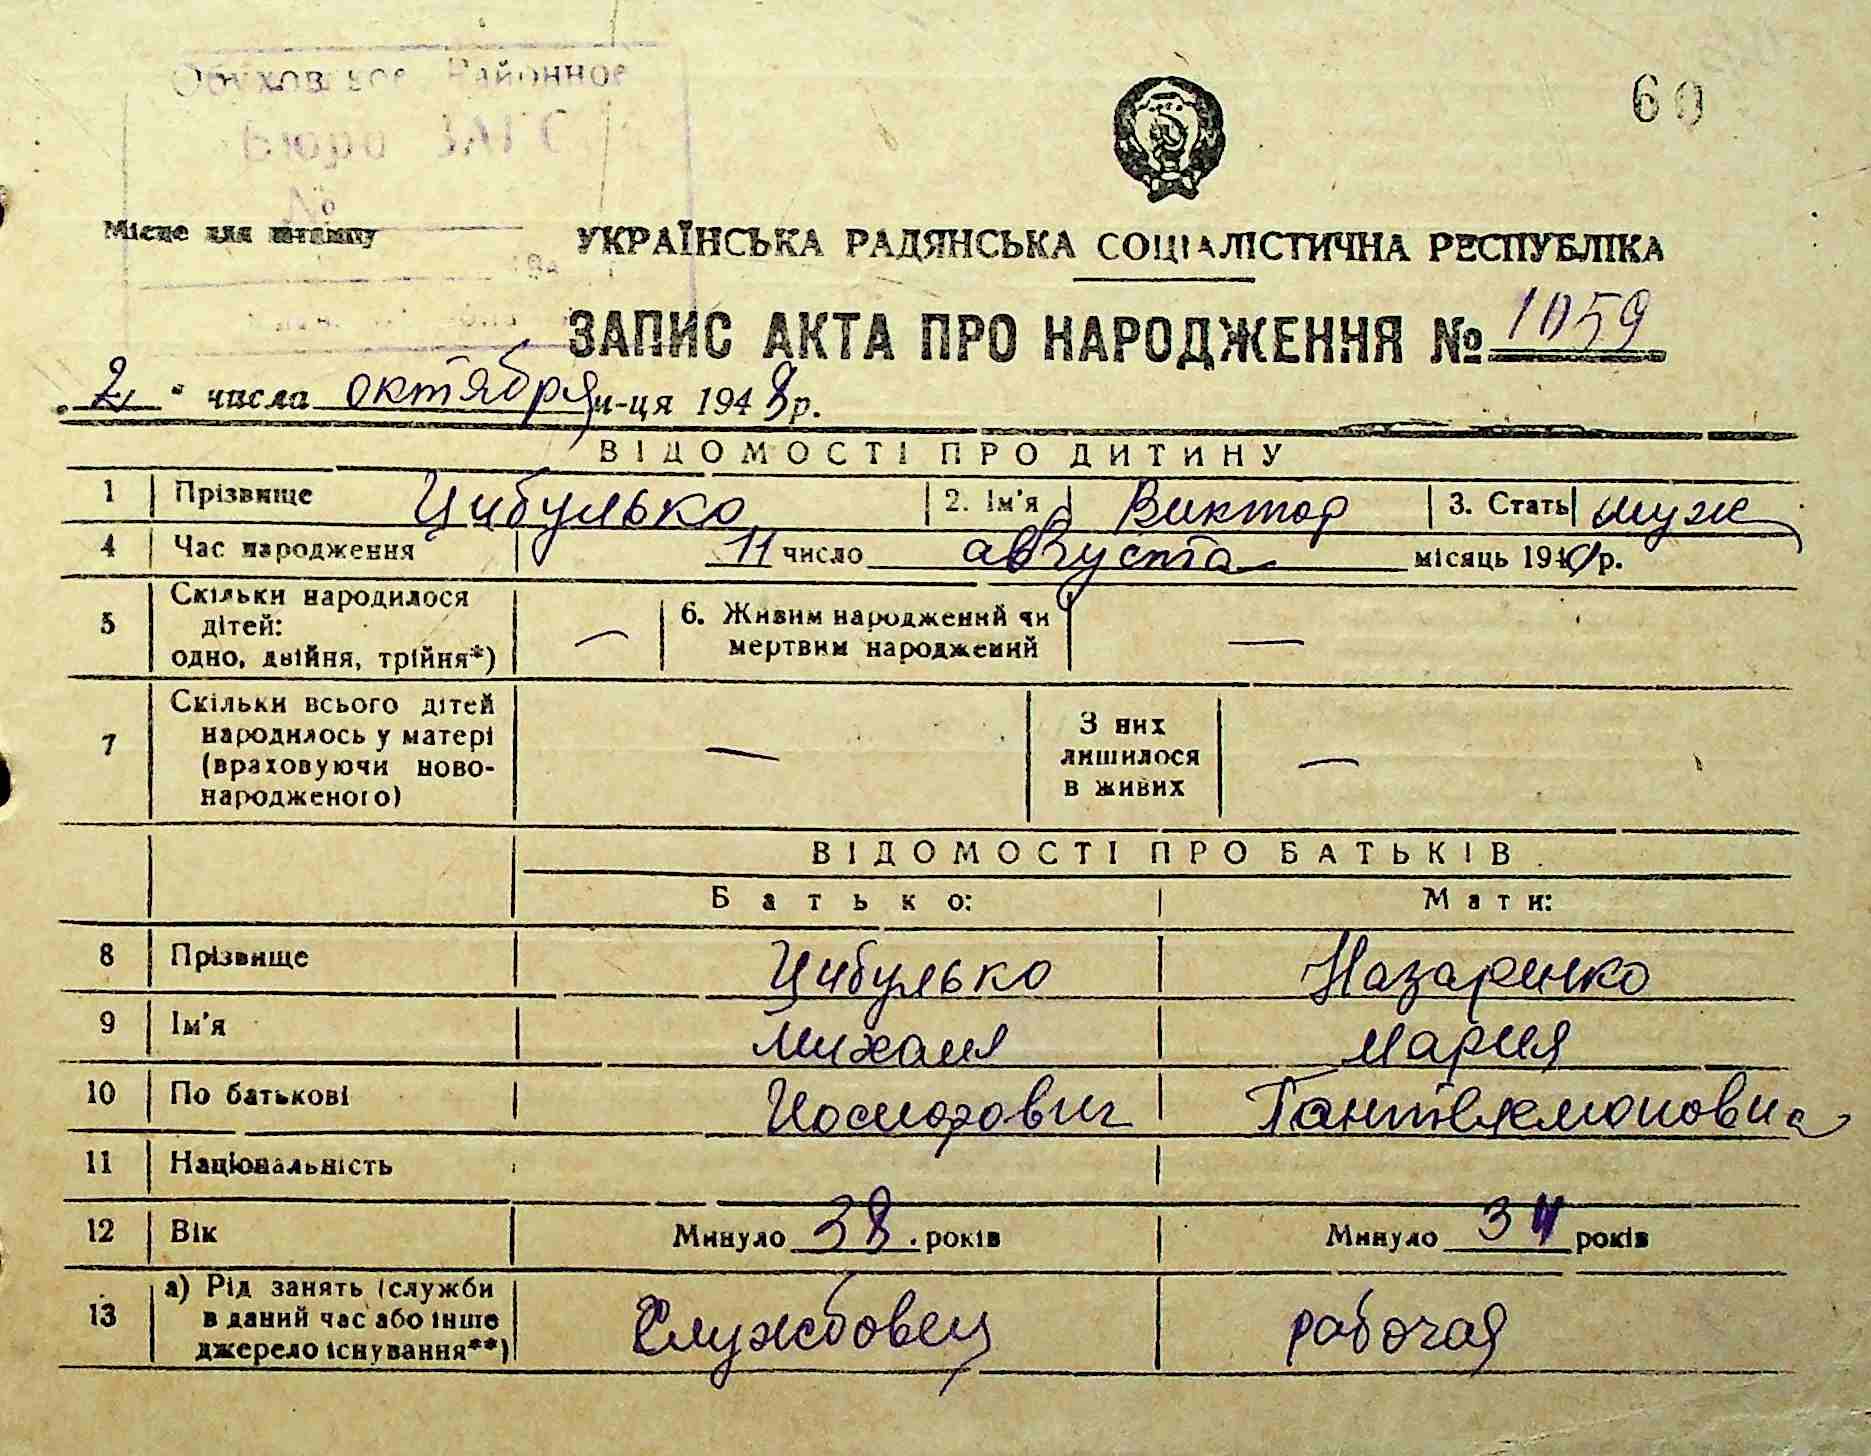 Обуховское Районное
Бюро ЗАГС
№
60
Місце для штампу
УКРАЇНСЬКА РАДЯНСЬКА СОЦІАЛІСТИЧНА РЕСПУБЛІКА
ЗАПИС АКТА ПРО НАРОДЖЕННЯ № 1059
„2" числа октября м-ця 1948 р.
ВІДОМОСТІ ПРО ДИТИНУ
1 Прізвище Цибулько 2. Ім'я Виктор 3. Стать муж
4 Час народження 11 число августа місяць 194 р.
5 Скільки народилося дітей: одно, двійня, трійня*) — 6. Живим народжений чи мертвим народжений —
7 Скільки всього дітей народилось у матері (враховуючи новонародженого) — З них лишилося в живих —
ВІДОМОСТІ ПРО БАТЬКІВ
Батько: Мати:
8 Прізвище Цибулько Назаренко
9 Ім'я Михаил Мария
10 По батькові
11 Національність
12 Вік Минуло 38 років Минуло 34 років
13 а) Рід занять (служби в даний час або інше джерело існування**) Службовец рабочая